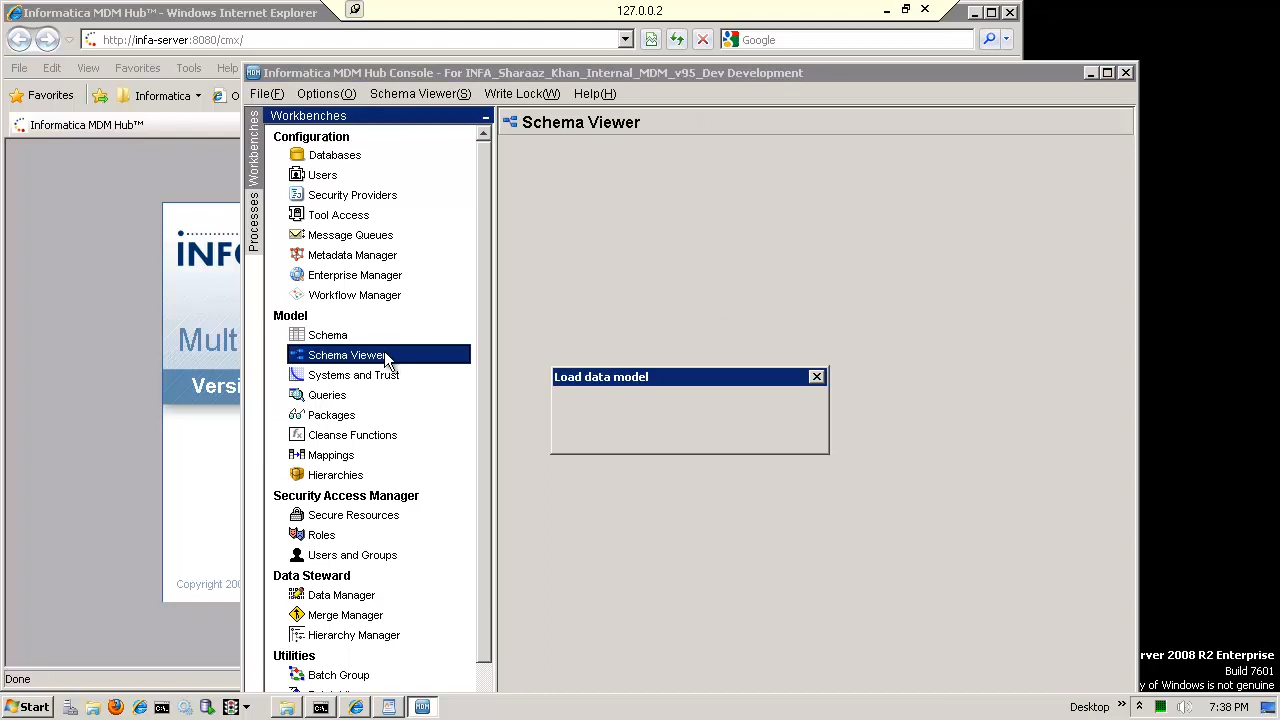 Informatica MDM Hub™ - Windows Internet Explorer
127.0.0.2
http://infa-server:8080/cmx/
Google
File Edit View Favorites Tools Help
Favorites
Informatica
Informatica MDM Hub™
Informatica MDM Hub Console - For INFA_Sharaaz_Khan_Internal_MDM_v95_Dev Development
File(F) Options(O) Schema Viewer(S) Write Lock(W) Help(H)
Workbenches
Processes
Workbenches
Schema Viewer
Configuration
Databases
Users
Security Providers
Tool Access
Message Queues
Metadata Manager
Enterprise Manager
Workflow Manager
Model
Schema
Schema Viewer
Systems and Trust
Queries
Packages
Cleanse Functions
Mappings
Hierarchies
Security Access Manager
Secure Resources
Roles
Users and Groups
Data Steward
Data Manager
Merge Manager
Hierarchy Manager
Utilities
Batch Group
Load data model
INF
Mult
Versi
Copyright 200
Done
rver 2008 R2 Enterprise
Build 7601
y of Windows is not genuine
Start
Desktop
7:38 PM